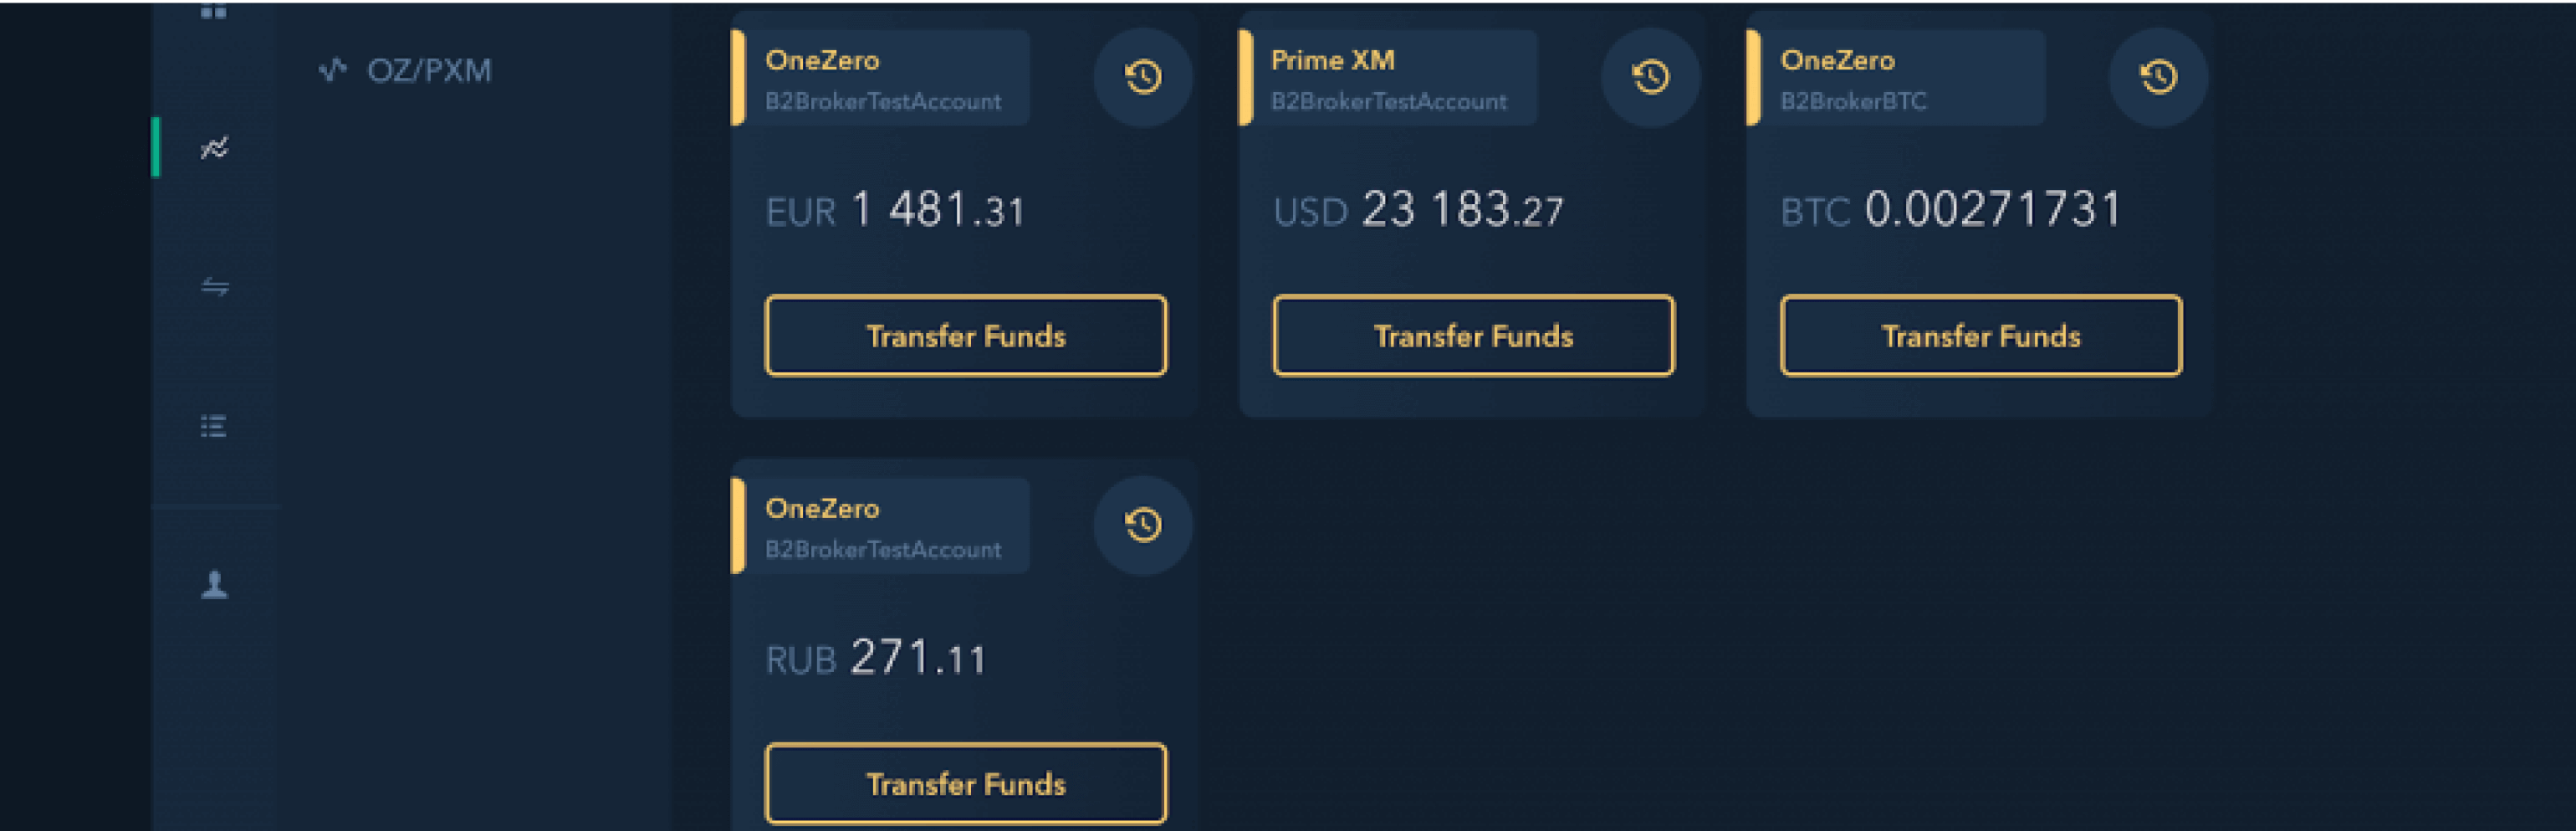 OZ/PXM
OneZero
B2BrokerTestAccount
EUR 1 481.31
Transfer Funds
Prime XM
B2BrokerTestAccount
USD 23 183.27
Transfer Funds
OneZero
B2BrokerBTC
BTC 0.00271731
Transfer Funds
OneZero
B2BrokerTestAccount
RUB 271.11
Transfer Funds